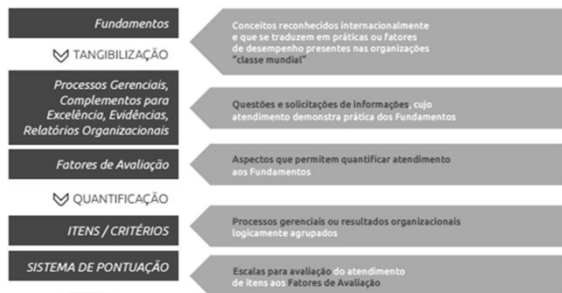 Fundamentos
Conceitos reconhecidos internacionalmente
e que se traduzem em práticas ou fatores
de desempenho presentes nas organizações
"classe mundial"
TANGIBILIZAÇÃO
Processos Gerenciais,
Complementos para
Excelência, Evidências,
Relatórios Organizacionais
Questões e solicitações de informações, cujo
atendimento demonstra prática dos Fundamentos
Fatores de Avaliação
Aspectos que permitem quantificar atendimento
aos Fundamentos
QUANTIFICAÇÃO
ITENS / CRITÉRIOS
Processos gerenciais ou resultados organizacionais
logicamente agrupados
SISTEMA DE PONTUAÇÃO
Escalas para avaliação do atendimento
de itens aos Fatores de Avaliação